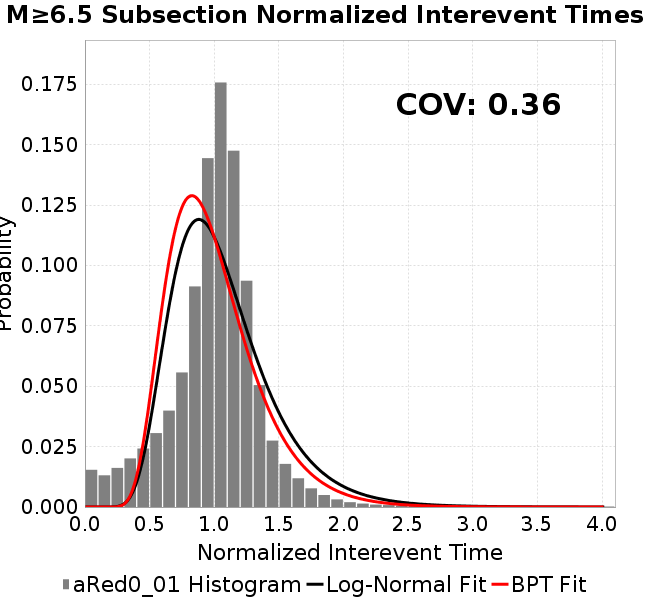 M≥6.5 Subsection Normalized Interevent Times
COV: 0.36
Probability
0.175
0.150
0.125
0.100
0.075
0.050
0.025
0.000
0.0 0.5 1.0 1.5 2.0 2.5 3.0 3.5 4.0
Normalized Interevent Time
aRed0_01 Histogram Log-Normal Fit BPT Fit